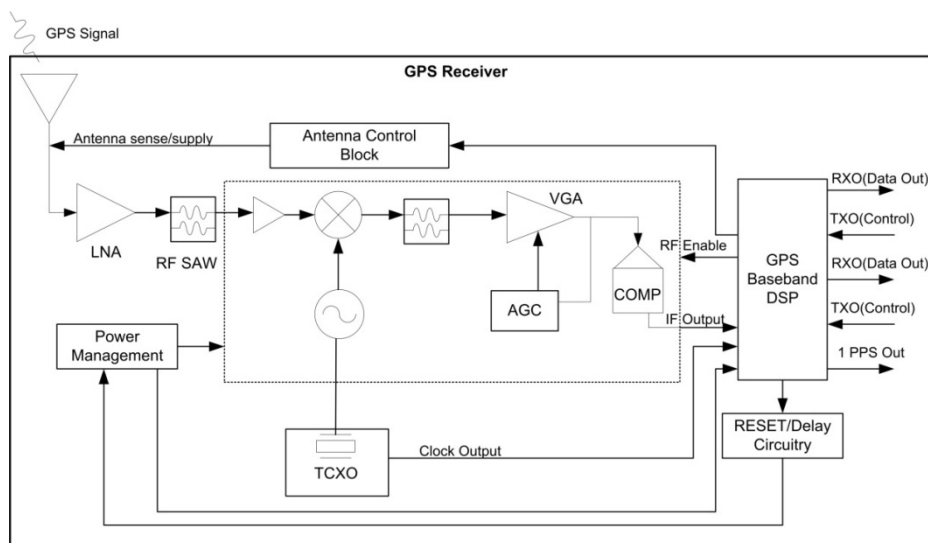 GPS Signal
GPS Receiver
Antenna sense/supply
Antenna Control
Block
RXO(Data Out)
VGA
TXO(Control)
LNA
RF SAW
RF Enable
GPS
Baseband
DSP
RXO(Data Out)
AGC
COMP
TXO(Control)
IF Output
Power
Management
1 PPS Out
RESET/Delay
Circuitry
Clock Output
TCXO